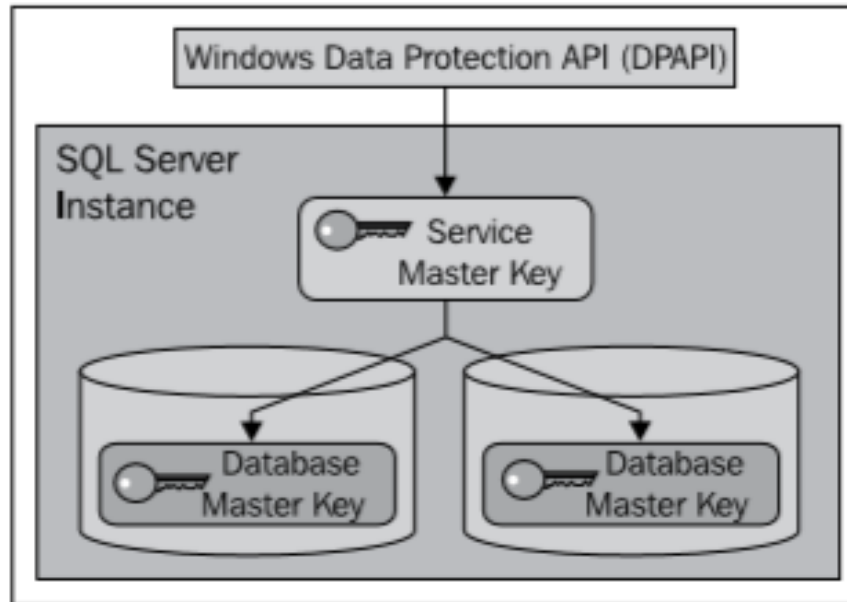 Windows Data Protection API (DPAPI)
SQL Server
Instance
Service
Master Key
Database
Master Key
Database
Master Key